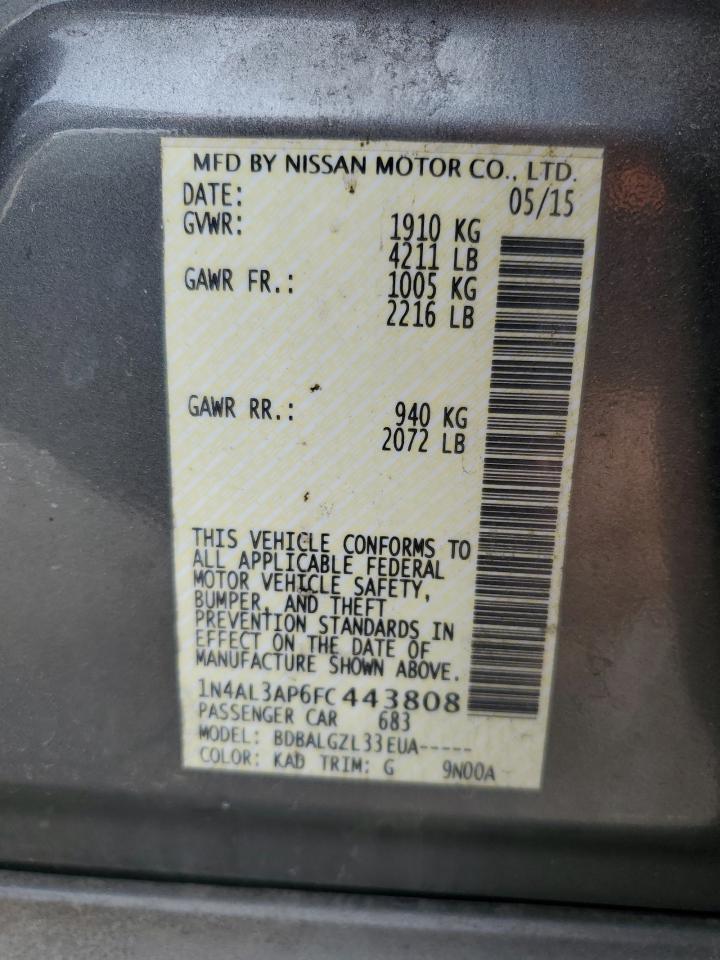 MFD BY NISSAN MOTOR CO., LTD.
DATE: 05/15
GVWR: 1910 KG
4211 LB
GAWR FR.: 1005 KG
2216 LB
GAWR RR.: 940 KG
2072 LB
THIS VEHICLE CONFORMS TO
ALL APPLICABLE FEDERAL
MOTOR VEHICLE SAFETY,
BUMPER, AND THEFT
PREVENTION STANDARDS IN
EFFECT ON THE DATE OF
MANUFACTURE SHOWN ABOVE.
1N4AL3AP6FC443808
PASSENGER CAR 683
MODEL: BDBALGZL33EUA-----
COLOR: KAD TRIM: G 9N00A